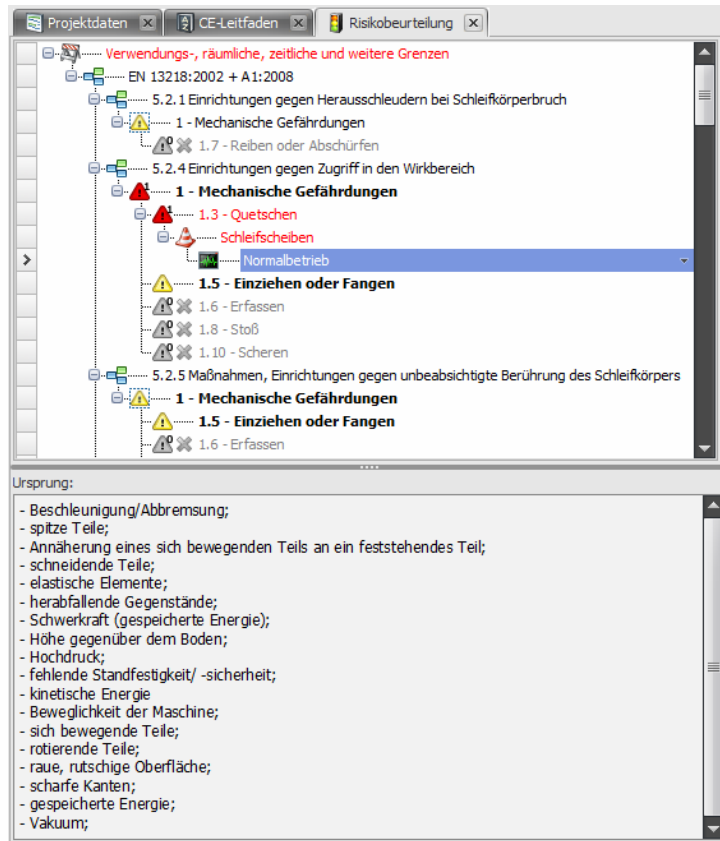 Projektdaten CE-Leitfaden Risikobeurteilung
Verwendungs-, räumliche, zeitliche und weitere Grenzen
EN 13218:2002 + A1:2008
5.2.1 Einrichtungen gegen Herausschleudern bei Schleifkörperbruch
1 - Mechanische Gefährdungen
1.7 - Reiben oder Abschürfen
5.2.4 Einrichtungen gegen Zugriff in den Wirkbereich
1 - Mechanische Gefährdungen
1.3 - Quetschen
Schleifscheiben
Normalbetrieb
1.5 - Einziehen oder Fangen
1.6 - Erfassen
1.8 - Stoß
1.10 - Scheren
5.2.5 Maßnahmen, Einrichtungen gegen unbeabsichtigte Berührung des Schleifkörpers
1 - Mechanische Gefährdungen
1.5 - Einziehen oder Fangen
1.6 - Erfassen
Ursprung:
- Beschleunigung/Abbremsung;
- spitze Teile;
- Annäherung eines sich bewegenden Teils an ein feststehendes Teil;
- schneidende Teile;
- elastische Elemente;
- herabfallende Gegenstände;
- Schwerkraft (gespeicherte Energie);
- Höhe gegenüber dem Boden;
- Hochdruck;
- fehlende Standfestigkeit/ -sicherheit;
- kinetische Energie
- Beweglichkeit der Maschine;
- sich bewegende Teile;
- rotierende Teile;
- raue, rutschige Oberfläche;
- scharfe Kanten;
- gespeicherte Energie;
- Vakuum;